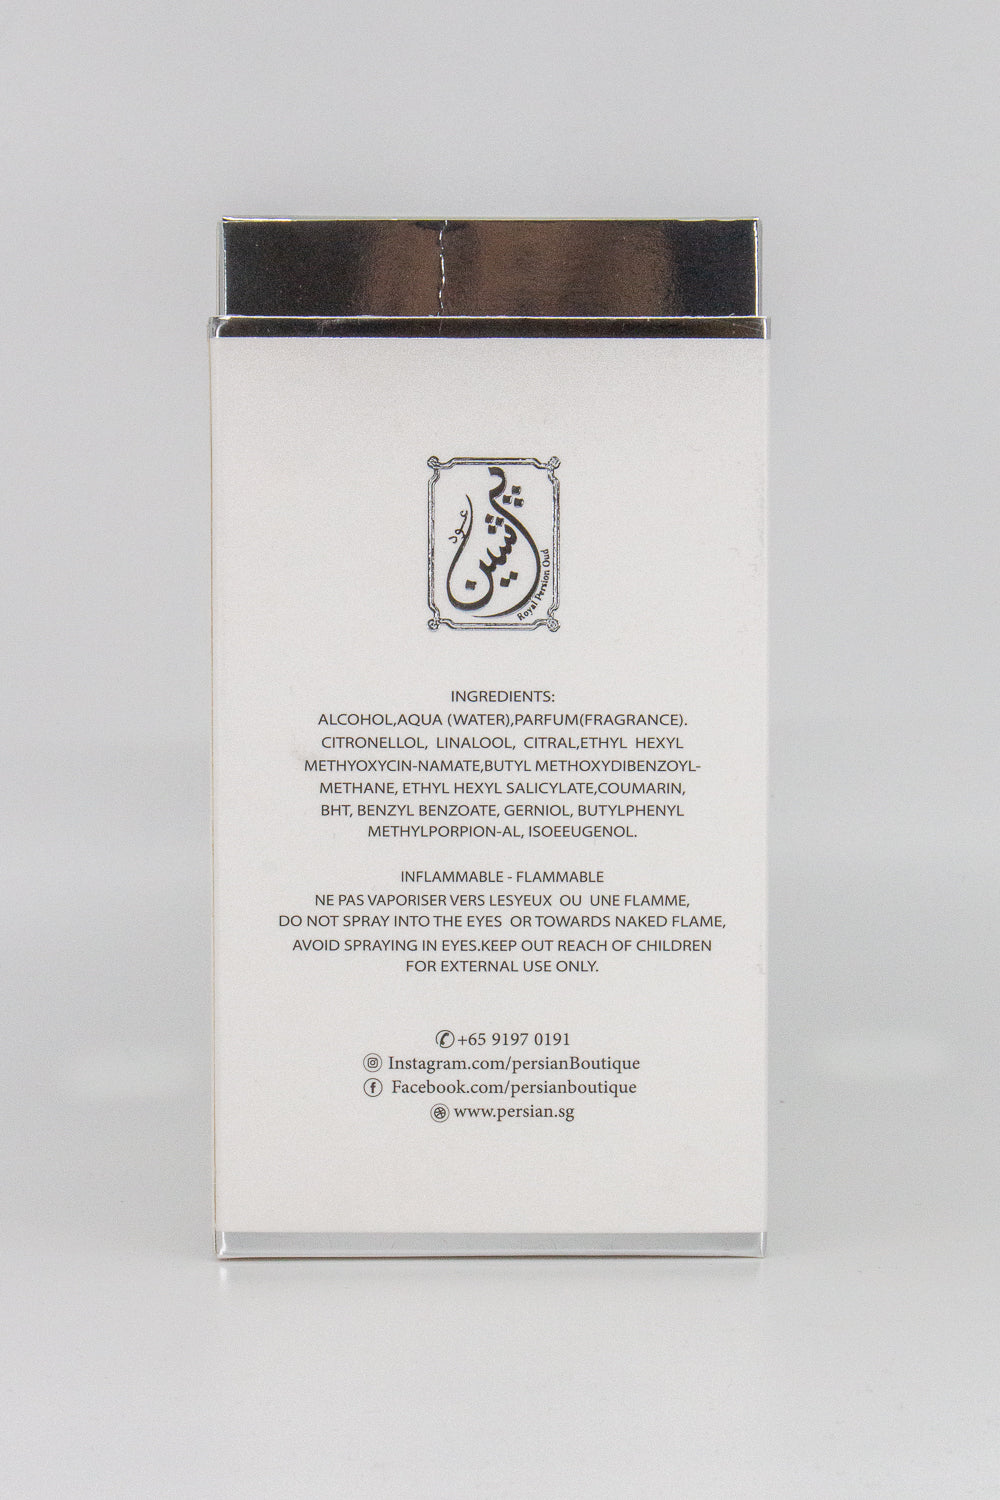 عود
پرشين
Royal Persion Oud
INGREDIENTS:
ALCOHOL,AQUA (WATER),PARFUM(FRAGRANCE).
CITRONELLOL, LINALOOL, CITRAL,ETHYL HEXYL
METHYOXYCIN-NAMATE,BUTYL METHOXYDIBENZOYL-
METHANE, ETHYL HEXYL SALICYLATE,COUMARIN,
BHT, BENZYL BENZOATE, GERNIOL, BUTYLPHENYL
METHYLPORPION-AL, ISOEEUGENOL.
INFLAMMABLE - FLAMMABLE
NE PAS VAPORISER VERS LESYEUX OU UNE FLAMME,
DO NOT SPRAY INTO THE EYES OR TOWARDS NAKED FLAME,
AVOID SPRAYING IN EYES.KEEP OUT REACH OF CHILDREN
FOR EXTERNAL USE ONLY.
+65 9197 0191
Instagram.com/persianBoutique
Facebook.com/persianboutique
www.persian.sg